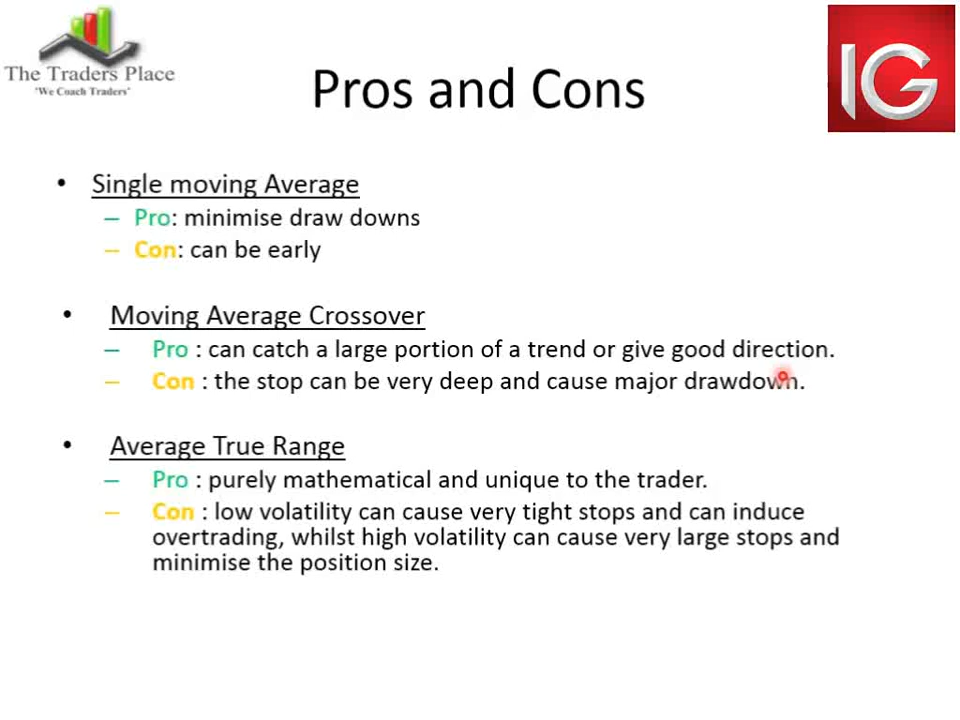 The Traders Place
'We Coach Traders'
IG
Pros and Cons
• Single moving Average
– Pro: minimise draw downs
– Con: can be early
• Moving Average Crossover
– Pro : can catch a large portion of a trend or give good direction.
– Con : the stop can be very deep and cause major drawdown.
• Average True Range
– Pro : purely mathematical and unique to the trader.
– Con : low volatility can cause very tight stops and can induce
overtrading, whilst high volatility can cause very large stops and
minimise the position size.